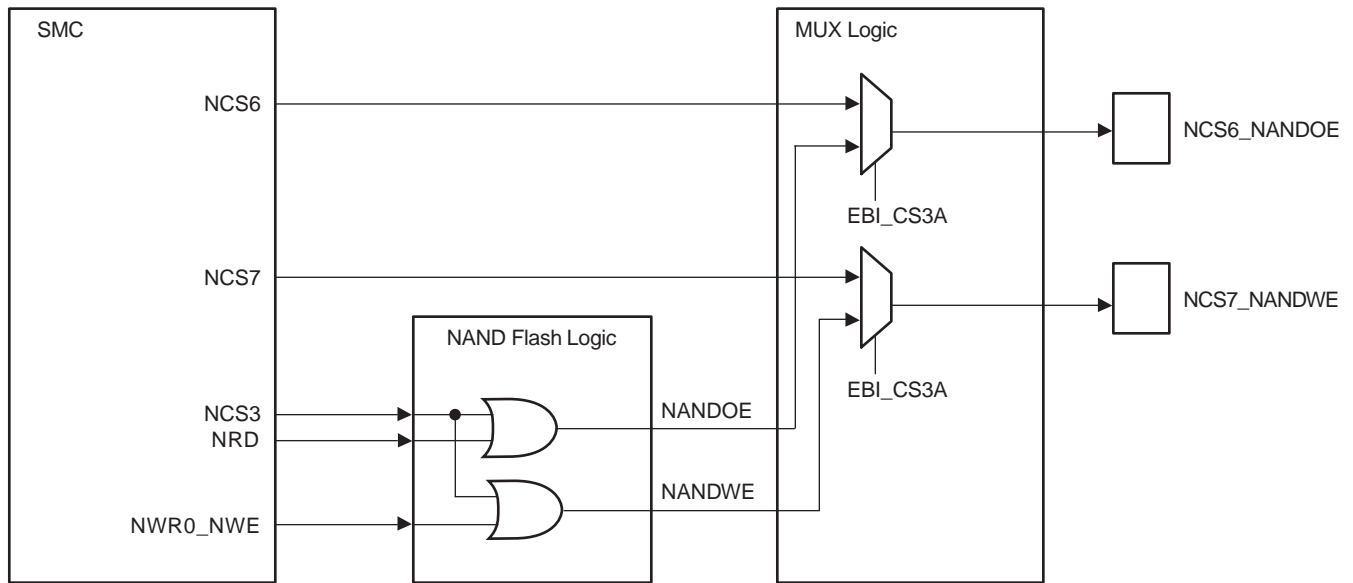 SMC
MUX Logic
NCS6
NCS6_NANDOE
EBI_CS3A
NCS7
NCS7_NANDWE
NAND Flash Logic
EBI_CS3A
NCS3
NANDOE
NRD
NANDWE
NWR0_NWE